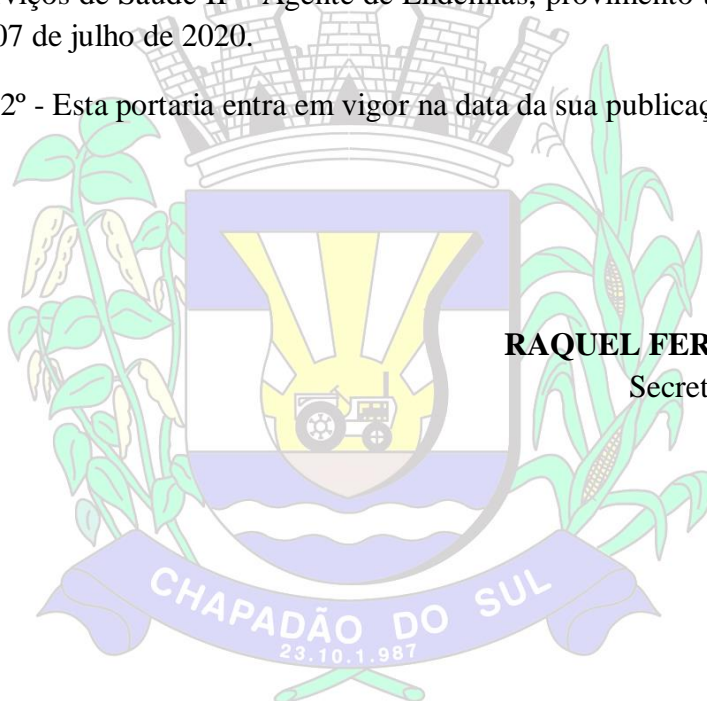 viços de Saúde II – Agente de Endemias, provimento
07 de julho de 2020.
2º - Esta portaria entra em vigor na data da sua publicaç
RAQUEL FER
Secret
CHAPADÃO DO SUL
23.10.1.987